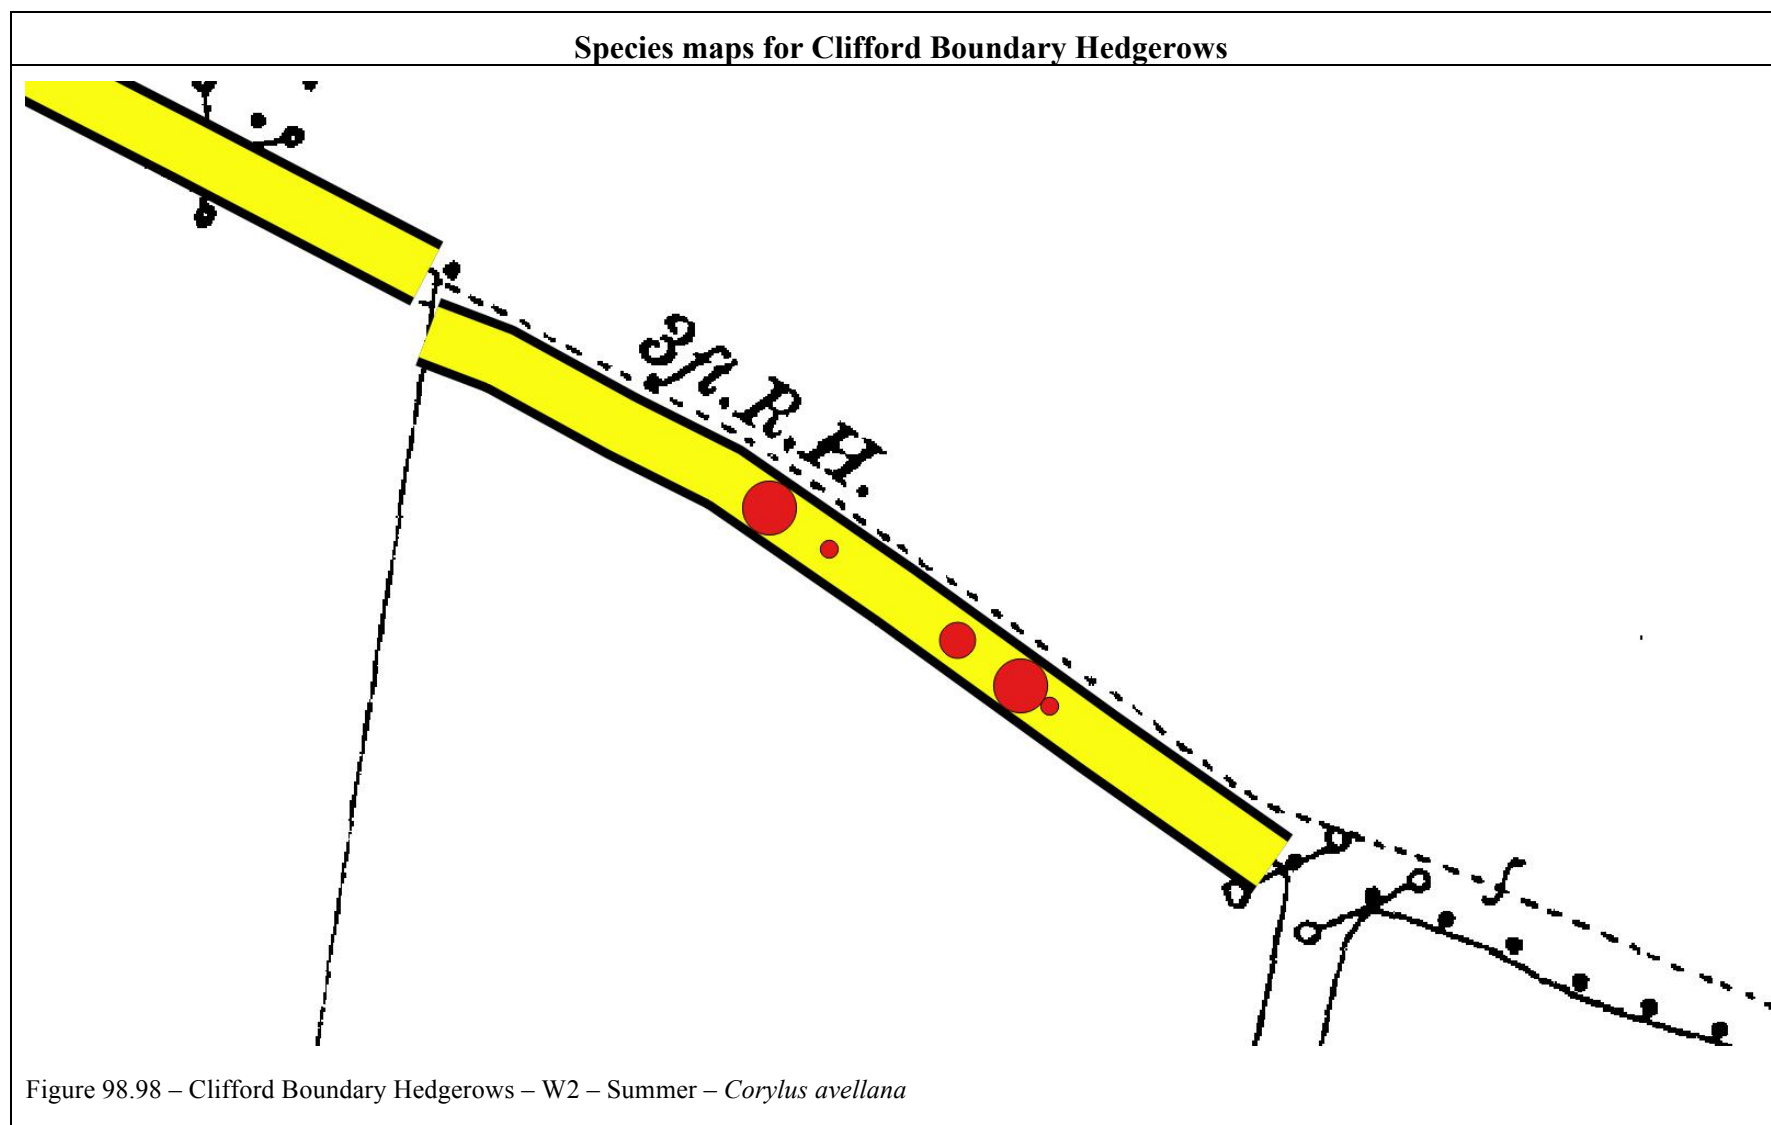 Species maps for Clifford Boundary Hedgerows
3ft. R. H.
f
Figure 98.98 – Clifford Boundary Hedgerows – W2 – Summer – Corylus avellana